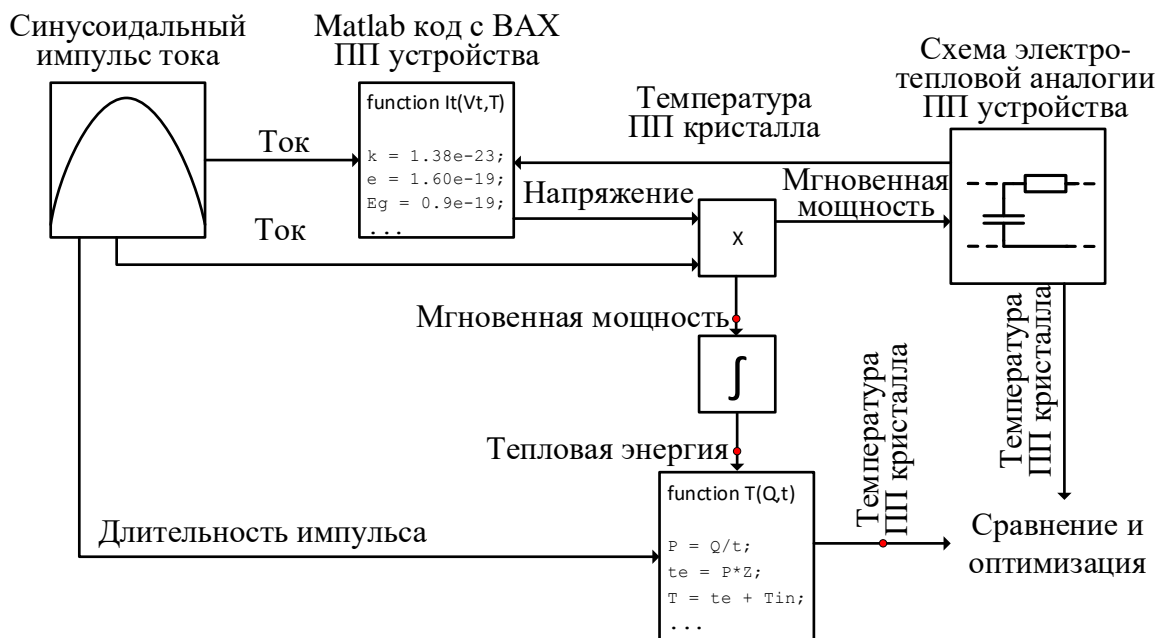 Синусоидальный
импульс тока
Matlab код с ВАХ
ПП устройства
Схема электро-
тепловой аналогии
ПП устройства
function It(Vt,T)
k = 1.38e-23;
e = 1.60e-19;
Eg = 0.9e-19;
...
Температура
ПП кристалла
Ток
Напряжение
Мгновенная
мощность
Ток
x
Мгновенная мощность
∫
Температура
ПП кристалла
Температура
ПП кристалла
Тепловая энергия
function T(Q,t)
P = Q/t;
te = P*Z;
T = te + Tin;
...
Длительность импульса
Сравнение и
оптимизация